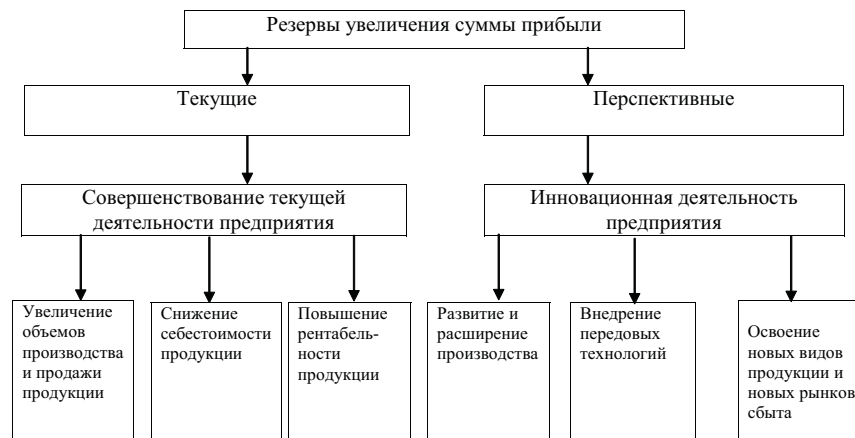 Резервы увеличения суммы прибыли
Текущие
Перспективные
Совершенствование текущей
деятельности предприятия
Инновационная деятельность
предприятия
Увеличение
объемов
производства
и продажи
продукции
Снижение
себестоимости
продукции
Повышение
рентабель-
ности
продукции
Развитие и
расширение
производства
Внедрение
передовых
технологий
Освоение
новых видов
продукции и
новых рынков
сбыта